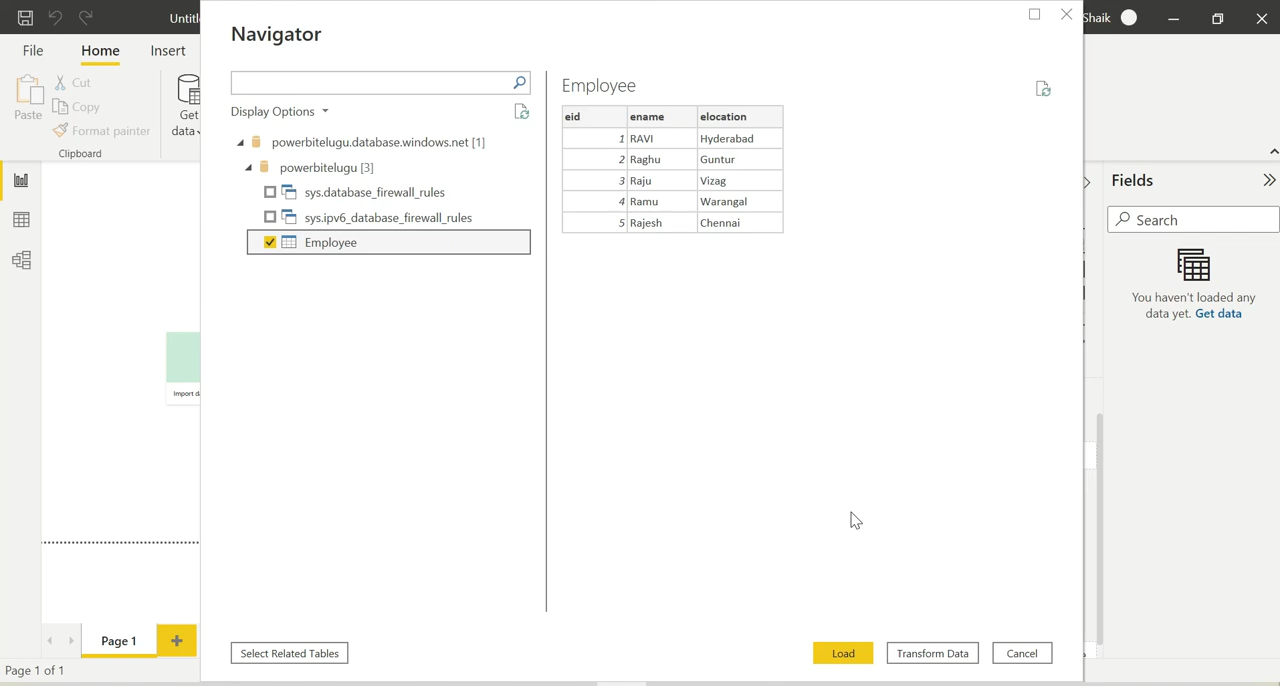 Shaik
File Home Insert
Paste
Cut
Copy
Format painter
Clipboard
Get
data
Navigator
Display Options
powerbitelugu.database.windows.net [1]
powerbitelugu [3]
sys.database_firewall_rules
sys.ipv6_database_firewall_rules
Employee
Employee
eid ename elocation
1 RAVI Hyderabad
2 Raghu Guntur
3 Raju Vizag
4 Ramu Warangal
5 Rajesh Chennai
Fields
Search
You haven't loaded any
data yet. Get data
Select Related Tables
Load
Transform Data
Cancel
Page 1
Page 1 of 1